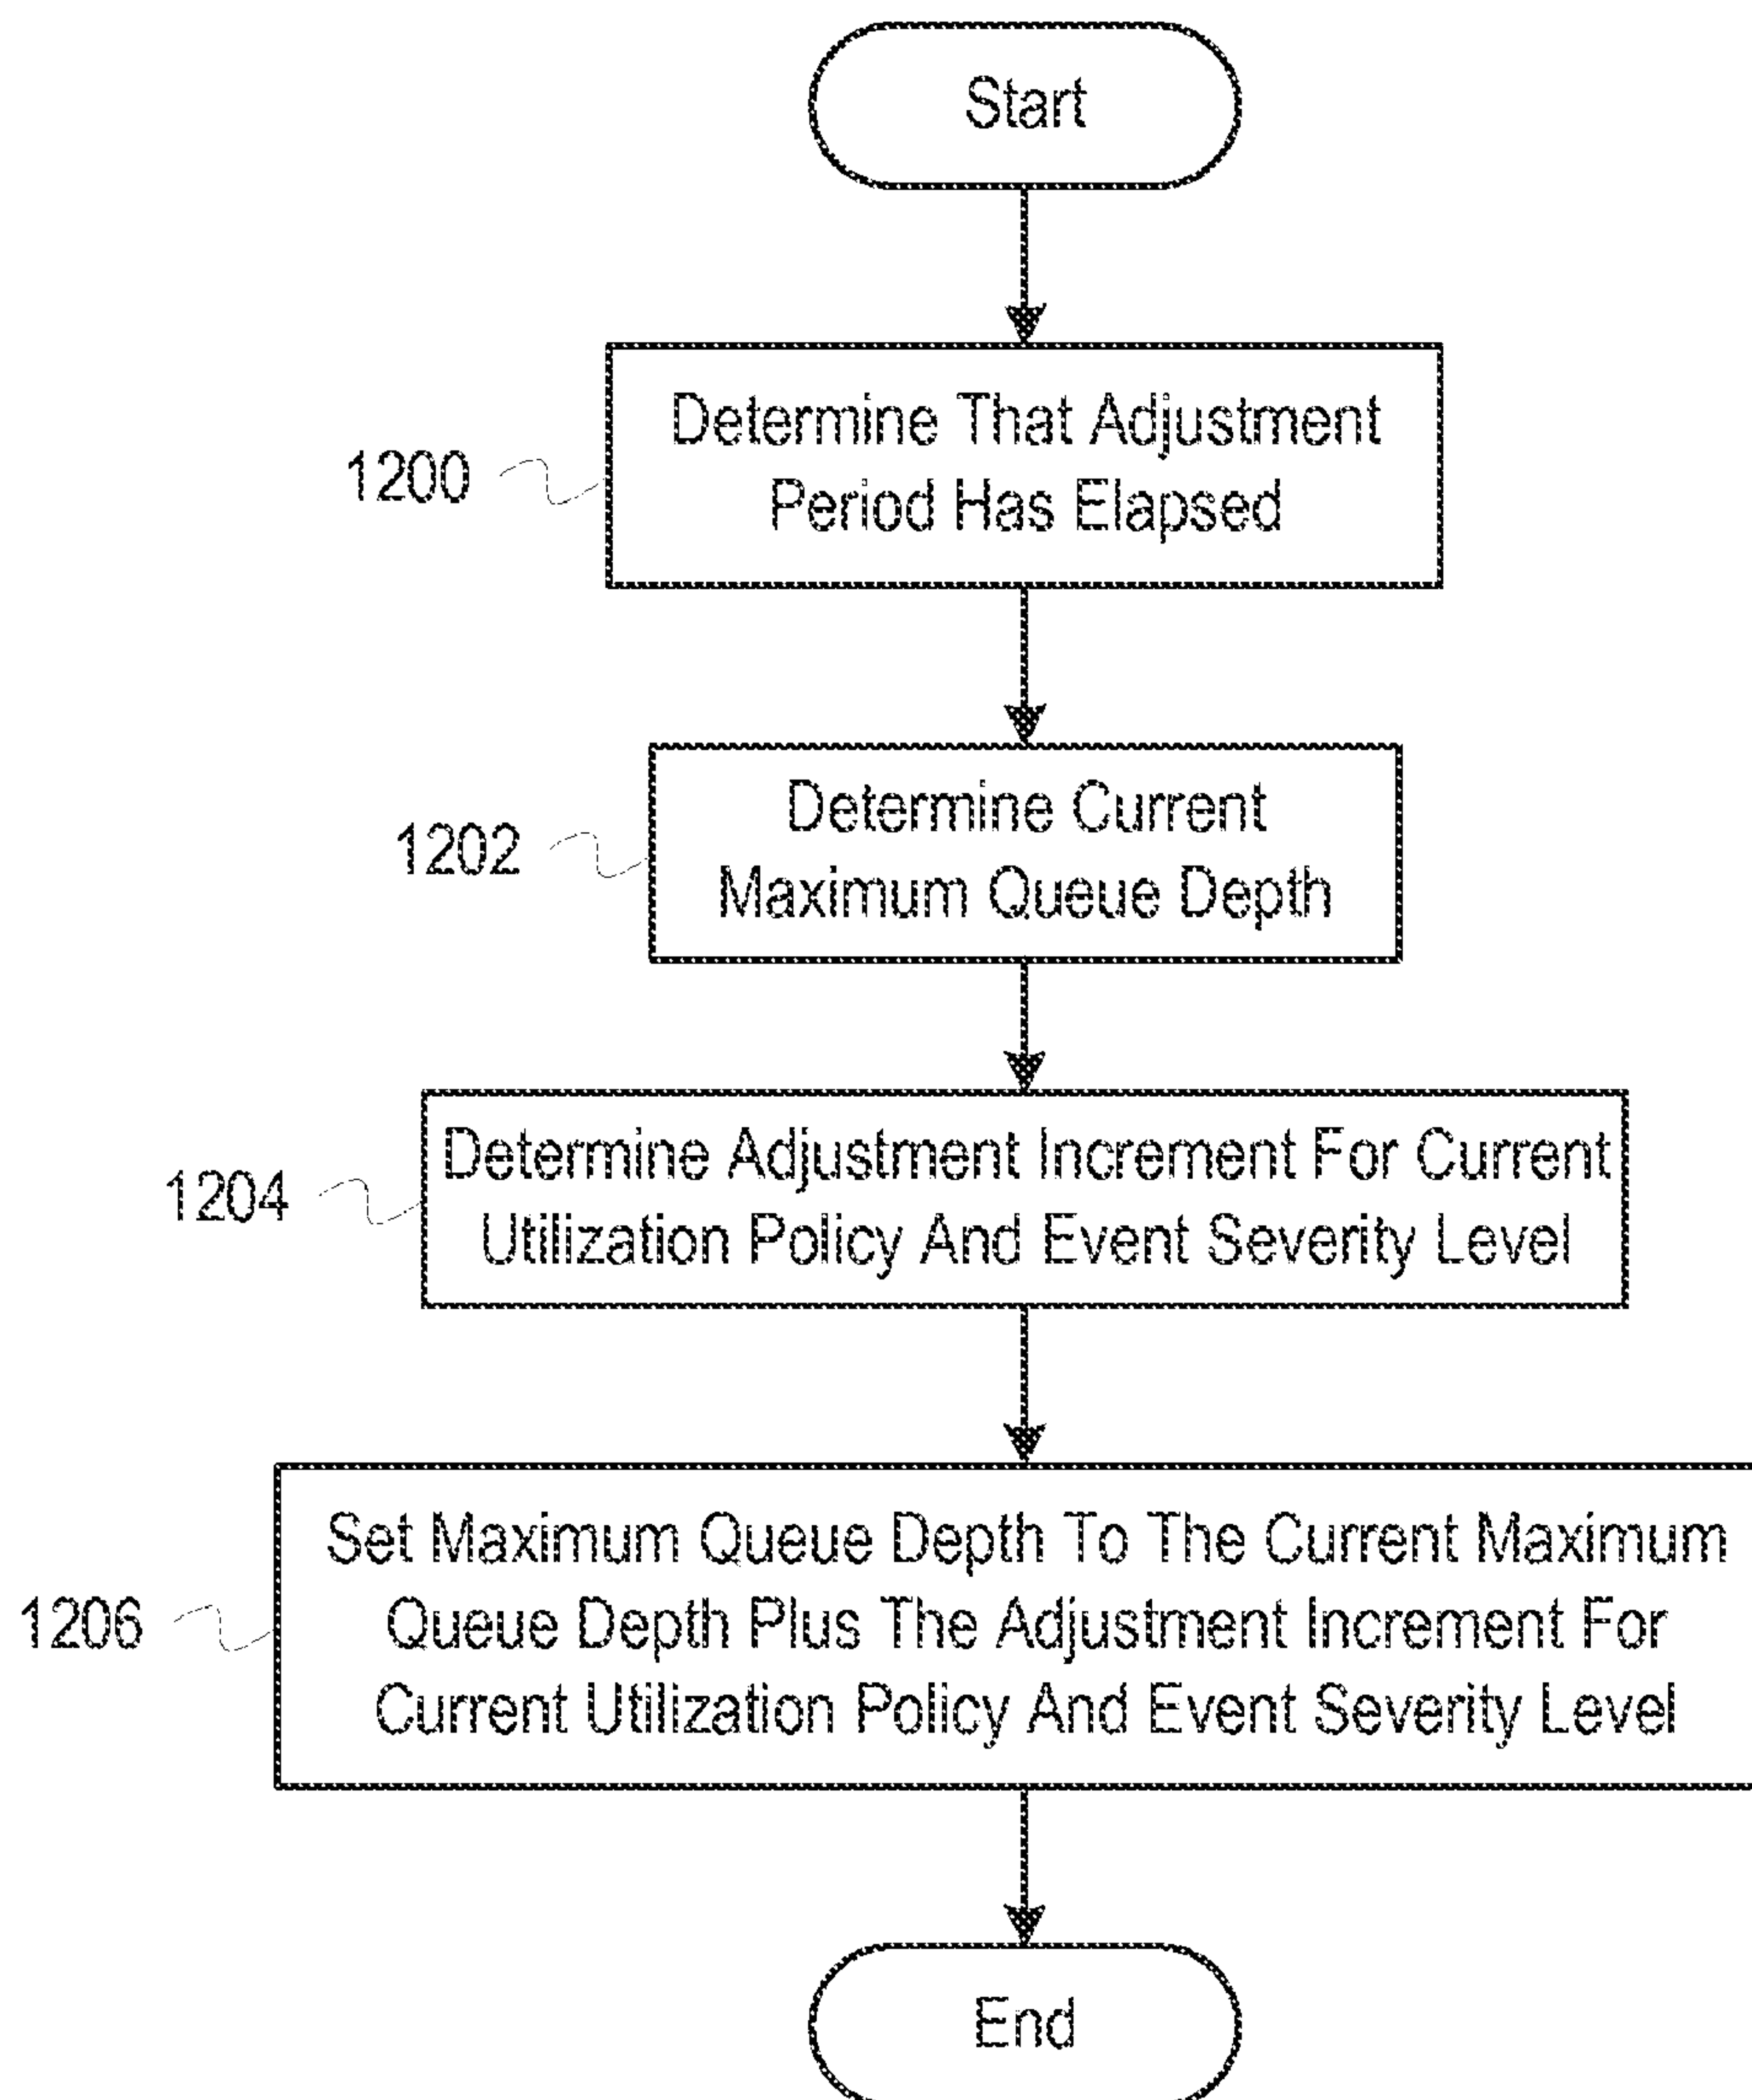 Start
1200
Determine That Adjustment
Period Has Elapsed
1202
Determine Current
Maximum Queue Depth
1204
Determine Adjustment Increment For Current
Utilization Policy And Event Severity Level
1206
Set Maximum Queue Depth To The Current Maximum
Queue Depth Plus The Adjustment Increment For
Current Utilization Policy And Event Severity Level
End